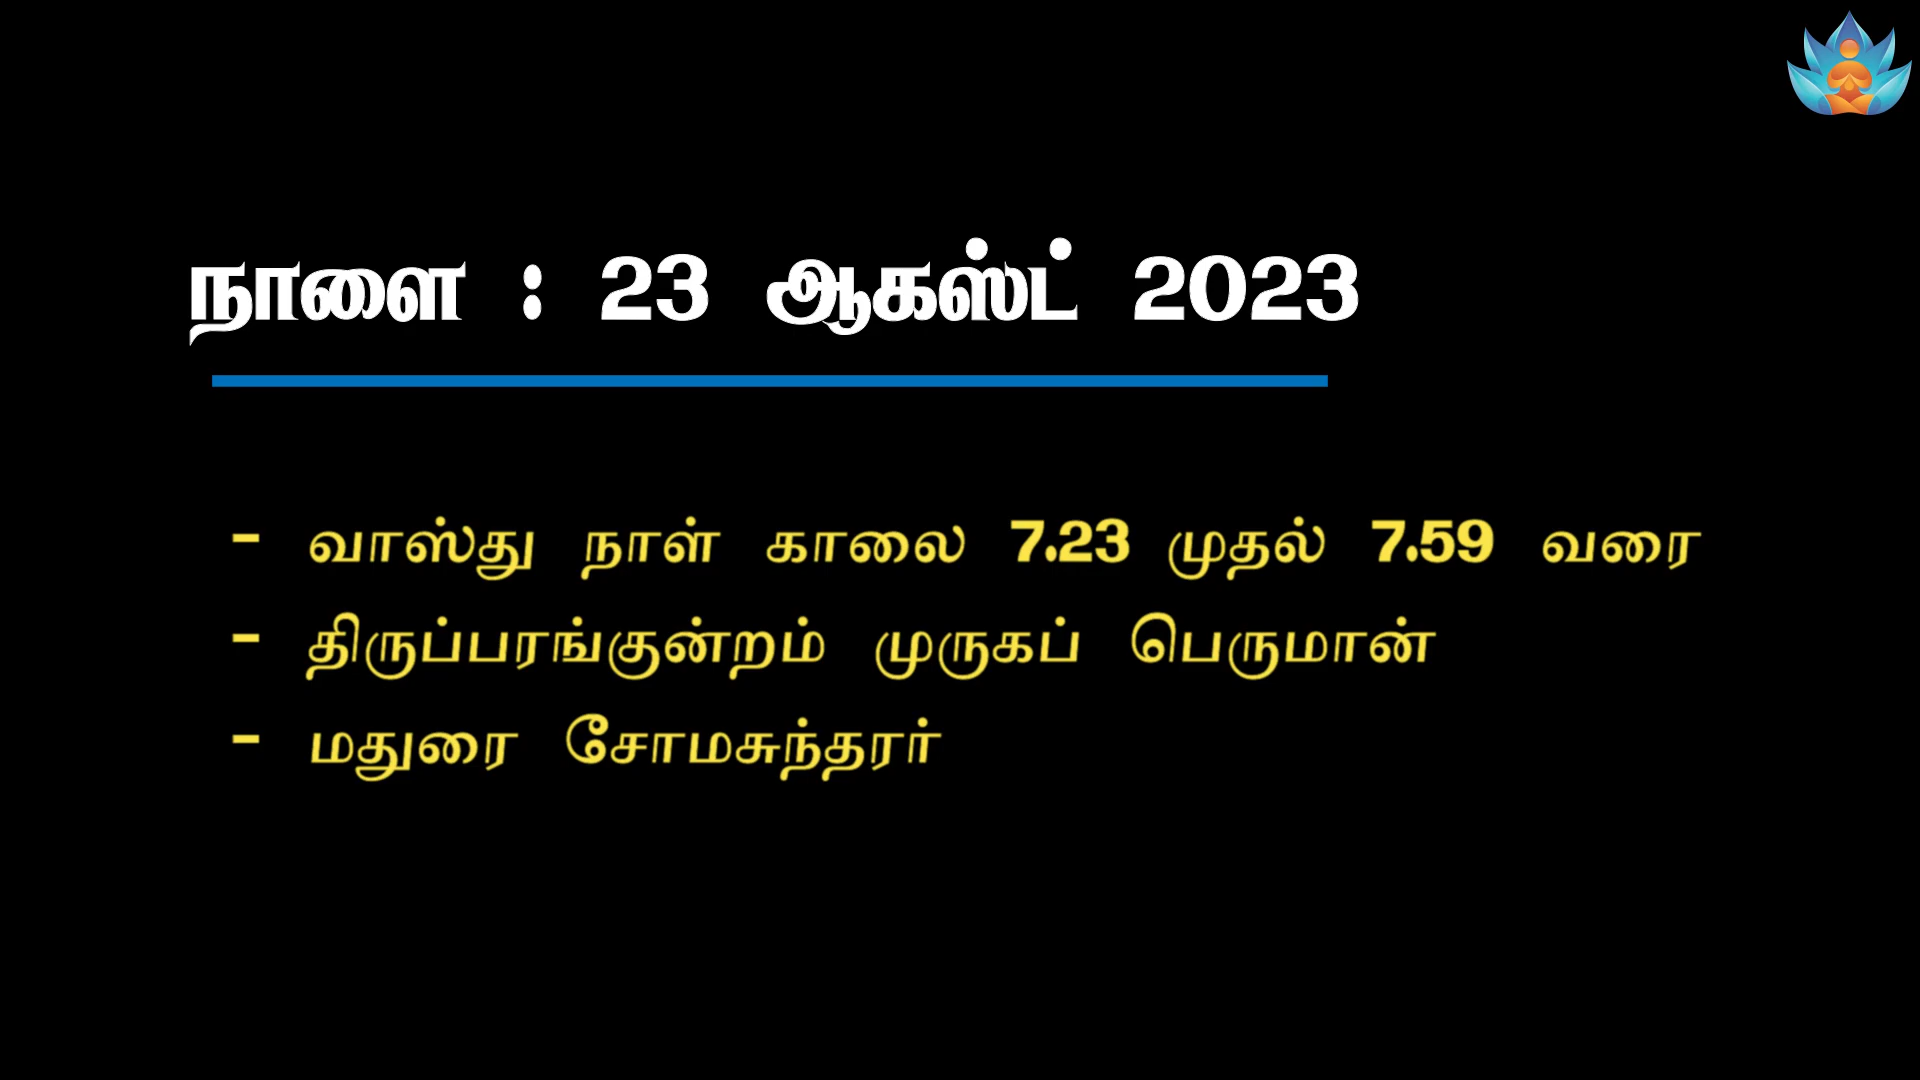 நாளை : 23 ஆகஸ்ட் 2023
- வாஸ்து நாள் காலை 7.23 முதல் 7.59 வரை
- திருப்பரங்குன்றம் முருகப் பெருமான்
- மதுரை சோமசுந்தரர்